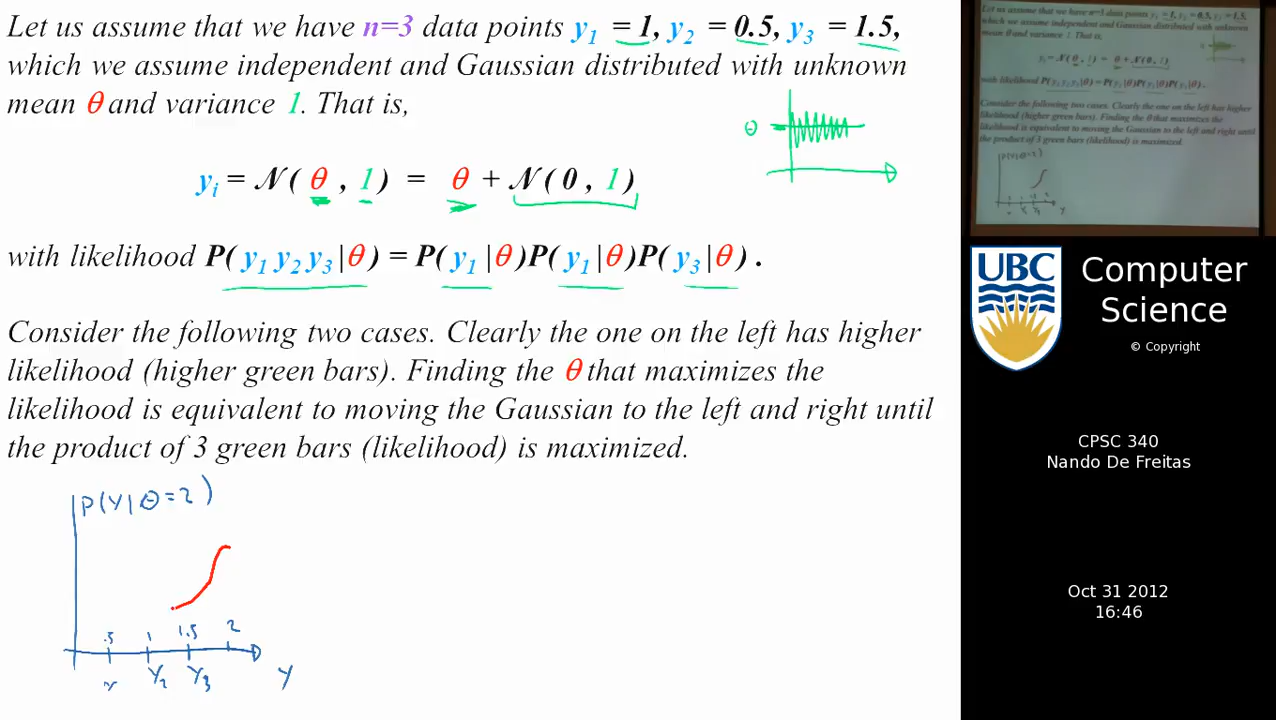 Let us assume that we have n=3 data points y1 = 1, y2 = 0.5, y3 = 1.5,
which we assume independent and Gaussian distributed with unknown
mean θ and variance 1. That is,
θ
yi = N( θ , 1 ) = θ + N( 0 , 1 )
with likelihood P( y1 y2 y3 |θ ) = P( y1 |θ )P( y1 |θ )P( y3 |θ ) .
Consider the following two cases. Clearly the one on the left has higher
likelihood (higher green bars). Finding the θ that maximizes the
likelihood is equivalent to moving the Gaussian to the left and right until
the product of 3 green bars (likelihood) is maximized.
P(Y|θ=2)
.5 1 1.5 2
Y2 Y3 Y
UBC
Computer
Science
© Copyright
CPSC 340
Nando De Freitas
Oct 31 2012
16:46